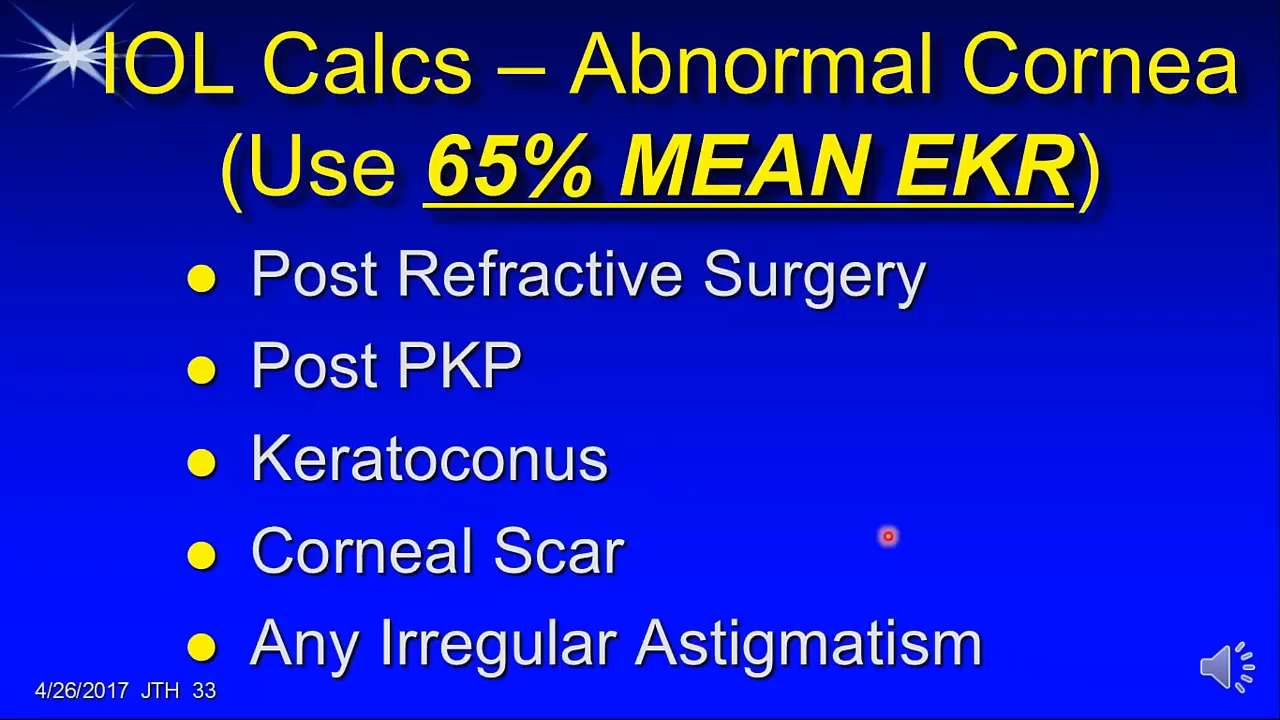 IOL Calcs – Abnormal Cornea
(Use 65% MEAN EKR)
Post Refractive Surgery
Post PKP
Keratoconus
Corneal Scar
Any Irregular Astigmatism
4/26/2017 JTH 33